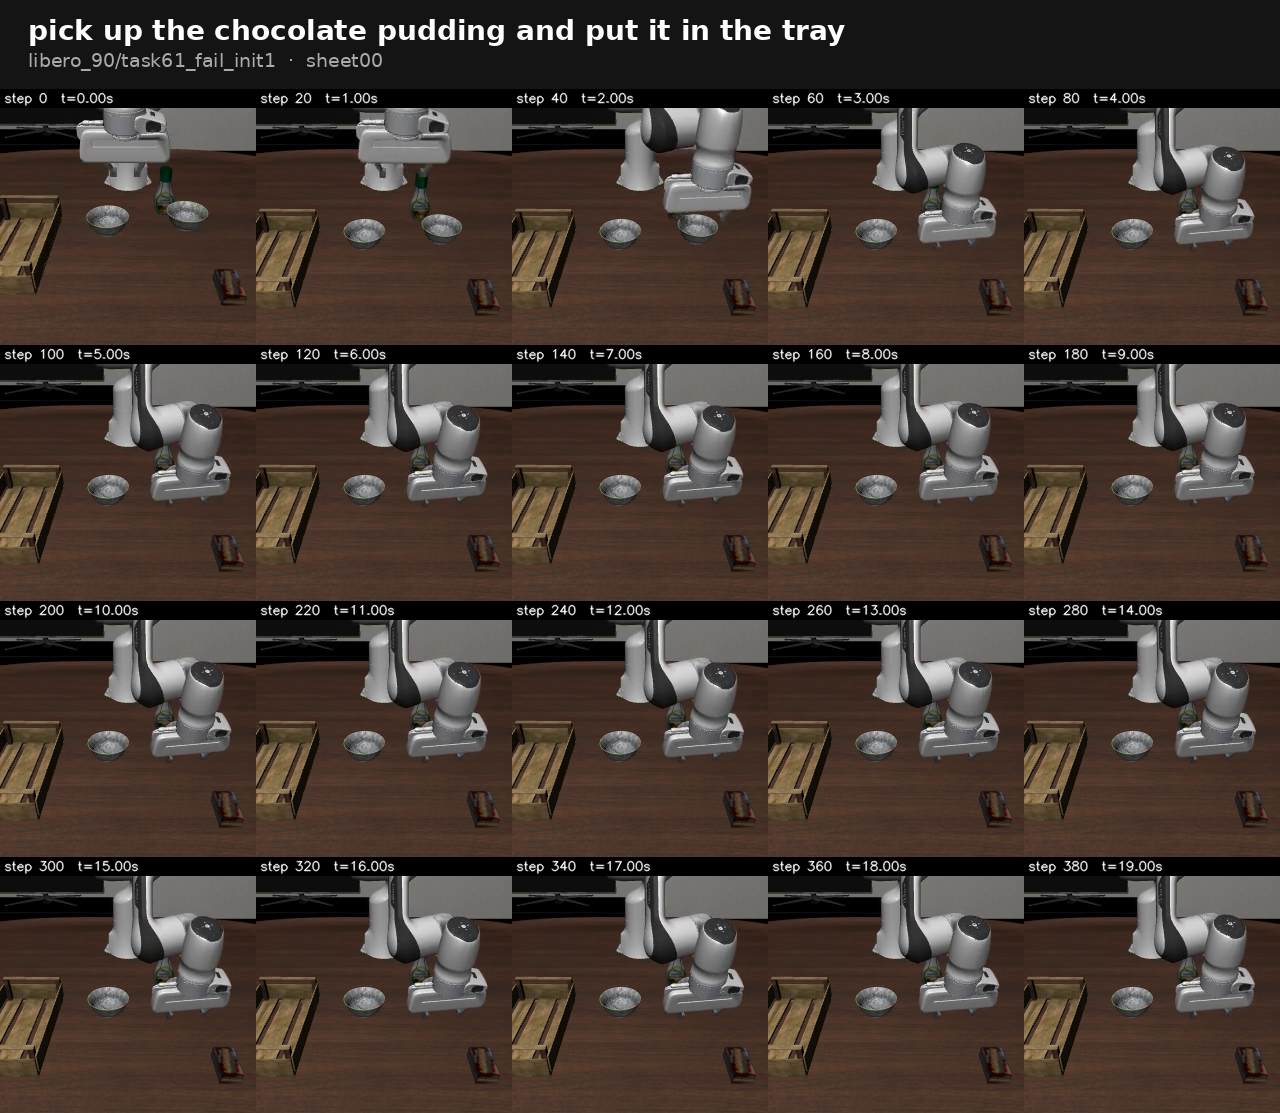 pick up the chocolate pudding and put it in the tray
libero_90/task61_fail_init1 · sheet00
step 0 t=0.00s
step 20 t=1.00s
step 40 t=2.00s
step 60 t=3.00s
step 80 t=4.00s
step 100 t=5.00s
step 120 t=6.00s
step 140 t=7.00s
step 160 t=8.00s
step 180 t=9.00s
step 200 t=10.00s
step 220 t=11.00s
step 240 t=12.00s
step 260 t=13.00s
step 280 t=14.00s
step 300 t=15.00s
step 320 t=16.00s
step 340 t=17.00s
step 360 t=18.00s
step 380 t=19.00s